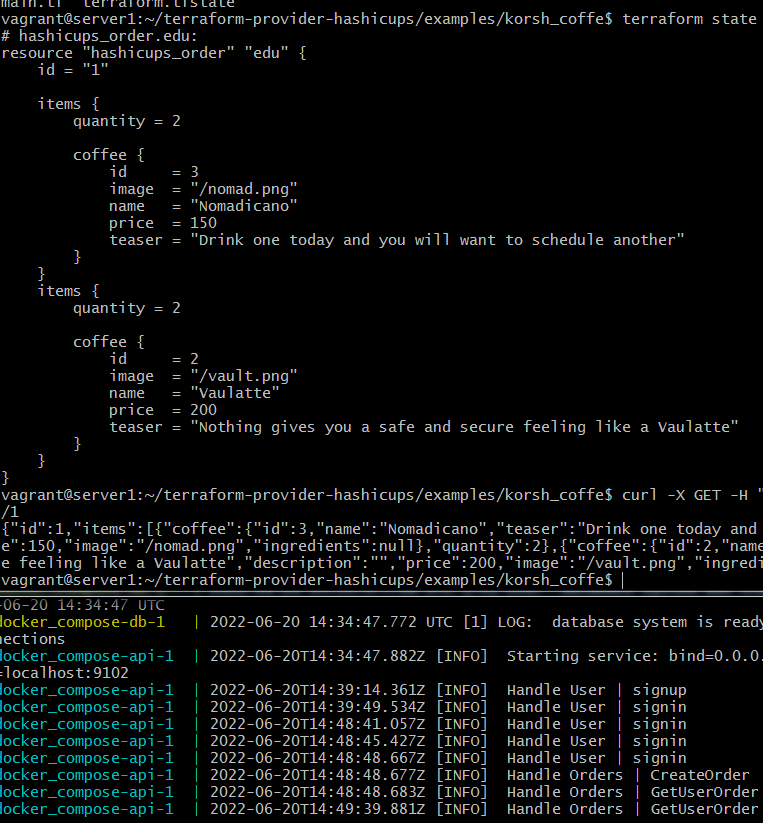 main.tf  terraform.tfstate
vagrant@server1:~/terraform-provider-hashicups/examples/korsh_coffe$ terraform state
# hashicups_order.edu:
resource "hashicups_order" "edu" {
    id = "1"

    items {
        quantity = 2

        coffee {
            id     = 3
            image  = "/nomad.png"
            name   = "Nomadicano"
            price  = 150
            teaser = "Drink one today and you will want to schedule another"
        }
    }
    items {
        quantity = 2

        coffee {
            id     = 2
            image  = "/vault.png"
            name   = "Vaulatte"
            price  = 200
            teaser = "Nothing gives you a safe and secure feeling like a Vaulatte"
        }
    }
}
vagrant@server1:~/terraform-provider-hashicups/examples/korsh_coffe$ curl -X GET -H "
/1
{"id":1,"items":[{"coffee":{"id":3,"name":"Nomadicano","teaser":"Drink one today and
e":150,"image":"/nomad.png","ingredients":null},"quantity":2},{"coffee":{"id":2,"name
e feeling like a Vaulatte","description":"","price":200,"image":"/vault.png","ingredi
vagrant@server1:~/terraform-provider-hashicups/examples/korsh_coffe$
-06-20 14:34:47 UTC
docker_compose-db-1   | 2022-06-20 14:34:47.772 UTC [1] LOG:  database system is ready
nections
docker_compose-api-1  | 2022-06-20T14:34:47.882Z [INFO]  Starting service: bind=0.0.0.
=localhost:9102
docker_compose-api-1  | 2022-06-20T14:39:14.361Z [INFO]  Handle User | signup
docker_compose-api-1  | 2022-06-20T14:39:49.534Z [INFO]  Handle User | signin
docker_compose-api-1  | 2022-06-20T14:48:41.057Z [INFO]  Handle User | signin
docker_compose-api-1  | 2022-06-20T14:48:45.427Z [INFO]  Handle User | signin
docker_compose-api-1  | 2022-06-20T14:48:48.667Z [INFO]  Handle User | signin
docker_compose-api-1  | 2022-06-20T14:48:48.677Z [INFO]  Handle Orders | CreateOrder
docker_compose-api-1  | 2022-06-20T14:48:48.683Z [INFO]  Handle Orders | GetUserOrder
docker_compose-api-1  | 2022-06-20T14:49:39.881Z [INFO]  Handle Orders | GetUserOrder